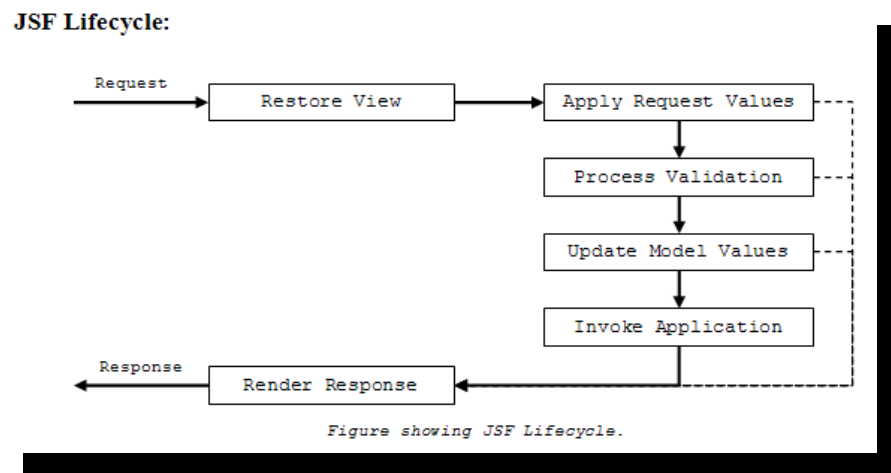 JSF Lifecycle:
Request
Restore View
Apply Request Values
Process Validation
Update Model Values
Invoke Application
Response
Render Response
Figure showing JSF Lifecycle.